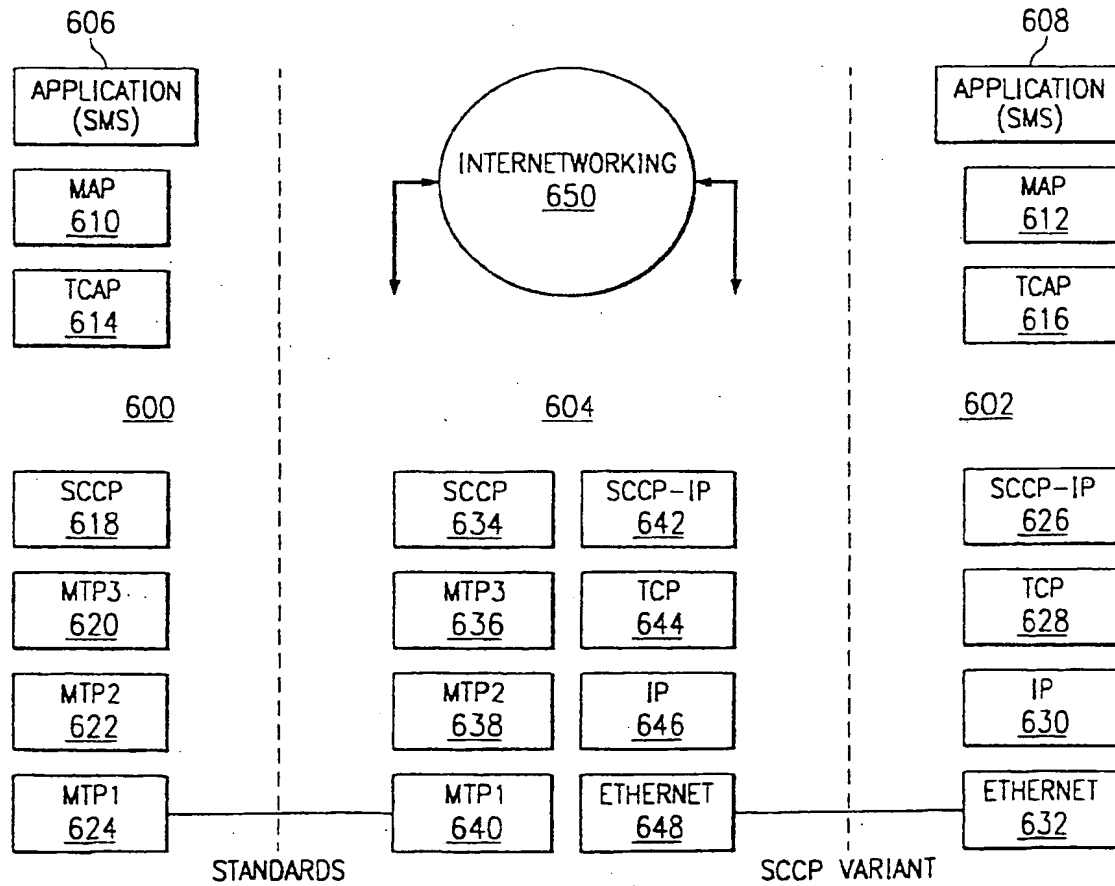 606
608
APPLICATION
(SMS)
APPLICATION
(SMS)
INTERNETWORKING
650
MAP
610
MAP
612
TCAP
614
TCAP
616
600
604
602
SCCP
618
SCCP
634
SCCP-IP
642
SCCP-IP
626
MTP3
620
MTP3
636
TCP
644
TCP
628
MTP2
622
MTP2
638
IP
646
IP
630
MTP1
624
MTP1
640
ETHERNET
648
ETHERNET
632
STANDARDS
SCCP VARIANT